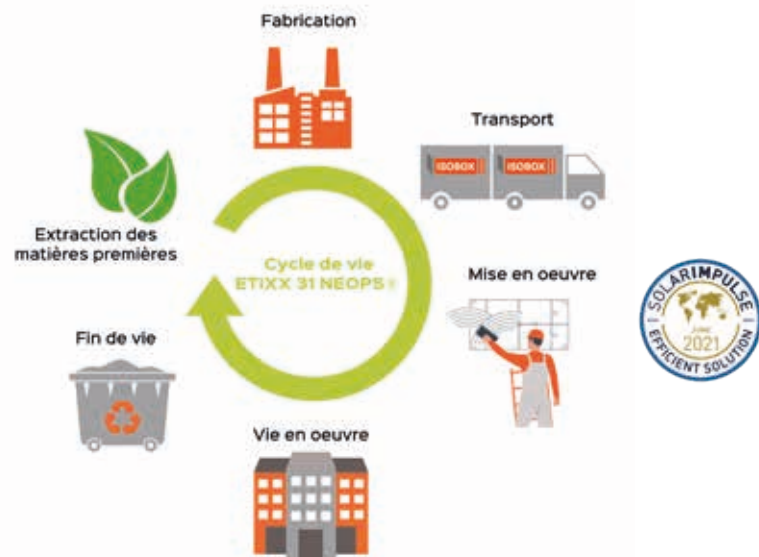 Fabrication
Transport
ISOBOX ISOBOX
Extraction des
matières premières
Cycle de vie
ETIXX 31 NEOPS®
Mise en oeuvre
Fin de vie
Vie en oeuvre
SOLARIMPULSE
June
2021
EFFICIENT SOLUTION